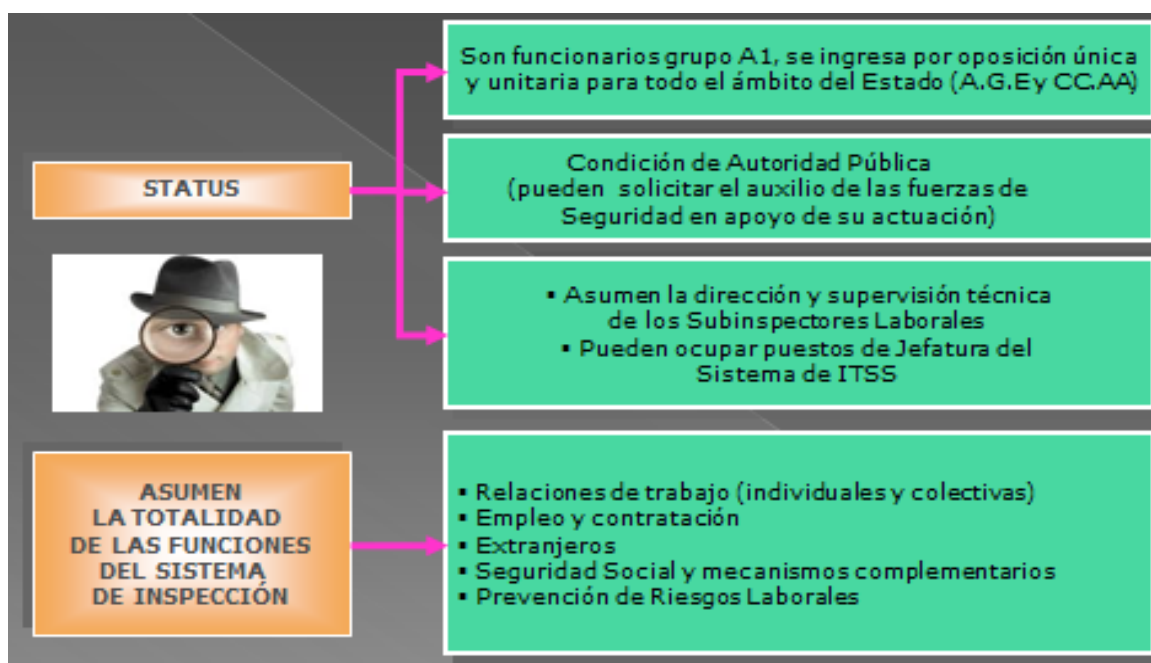 Son funcionarios grupo A1, se ingresa por oposición única
y unitaria para todo el ámbito del Estado (A.G.E y CC.AA)
STATUS
Condición de Autoridad Pública
(pueden solicitar el auxilio de las fuerzas de
Seguridad en apoyo de su actuación)
▪ Asumen la dirección y supervisión técnica
de los Subinspectores Laborales
▪ Pueden ocupar puestos de Jefatura del
Sistema de ITSS
ASUMEN
LA TOTALIDAD
DE LAS FUNCIONES
DEL SISTEMA
DE INSPECCIÓN
▪ Relaciones de trabajo (individuales y colectivas)
▪ Empleo y contratación
▪ Extranjeros
▪ Seguridad Social y mecanismos complementarios
▪ Prevención de Riesgos Laborales